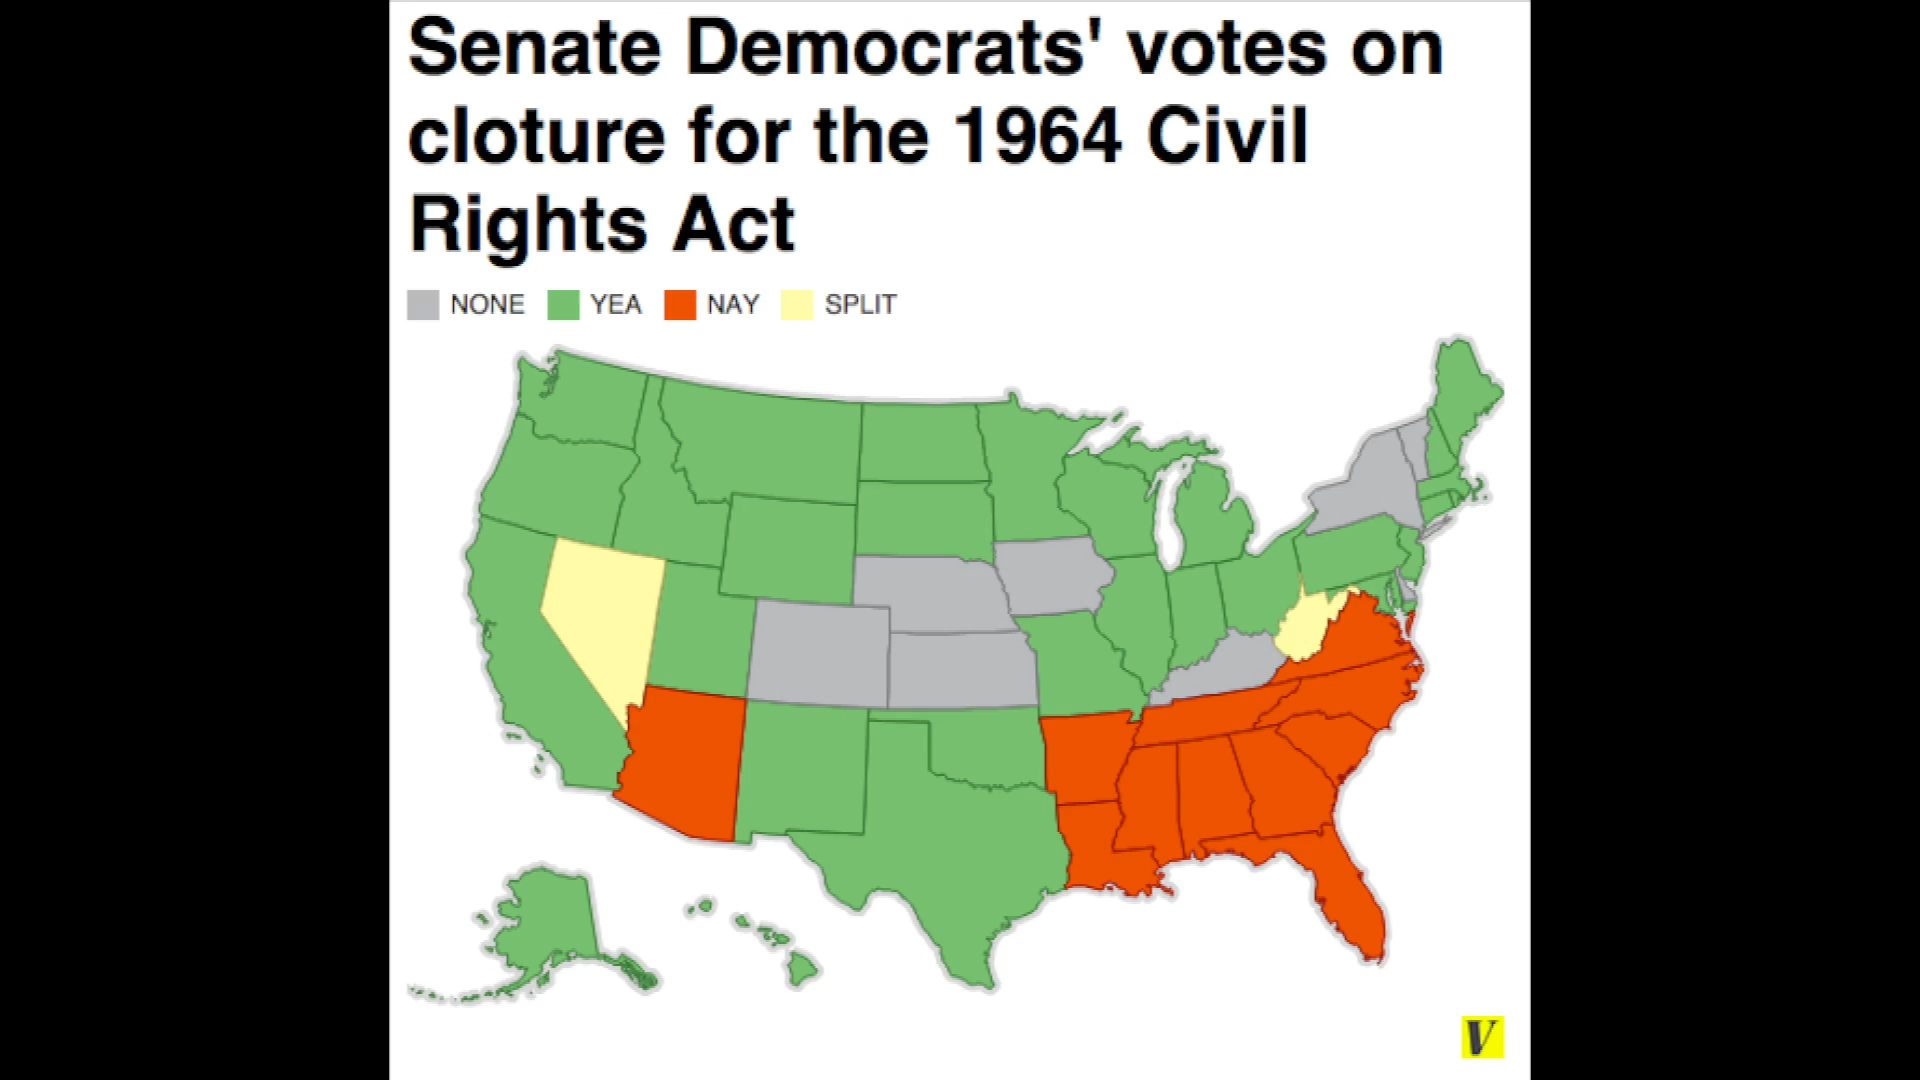 Senate Democrats' votes on
cloture for the 1964 Civil
Rights Act
NONE YEA NAY SPLIT
V